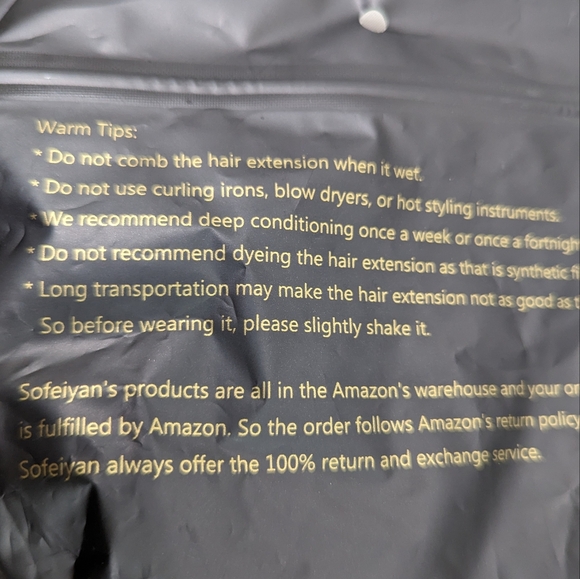 Warm Tips:
* Do not comb the hair extension when it wet.
* Do not use curling irons, blow dryers, or hot styling instruments.
* We recommend deep conditioning once a week or once a fortnigh
* Do not recommend dyeing the hair extension as that is synthetic fi
* Long transportation may make the hair extension not as good as t
So before wearing it, please slightly shake it.
Sofeiyan's products are all in the Amazon's warehouse and your or
is fulfilled by Amazon. So the order follows Amazon's return policy
Sofeiyan always offer the 100% return and exchange service.